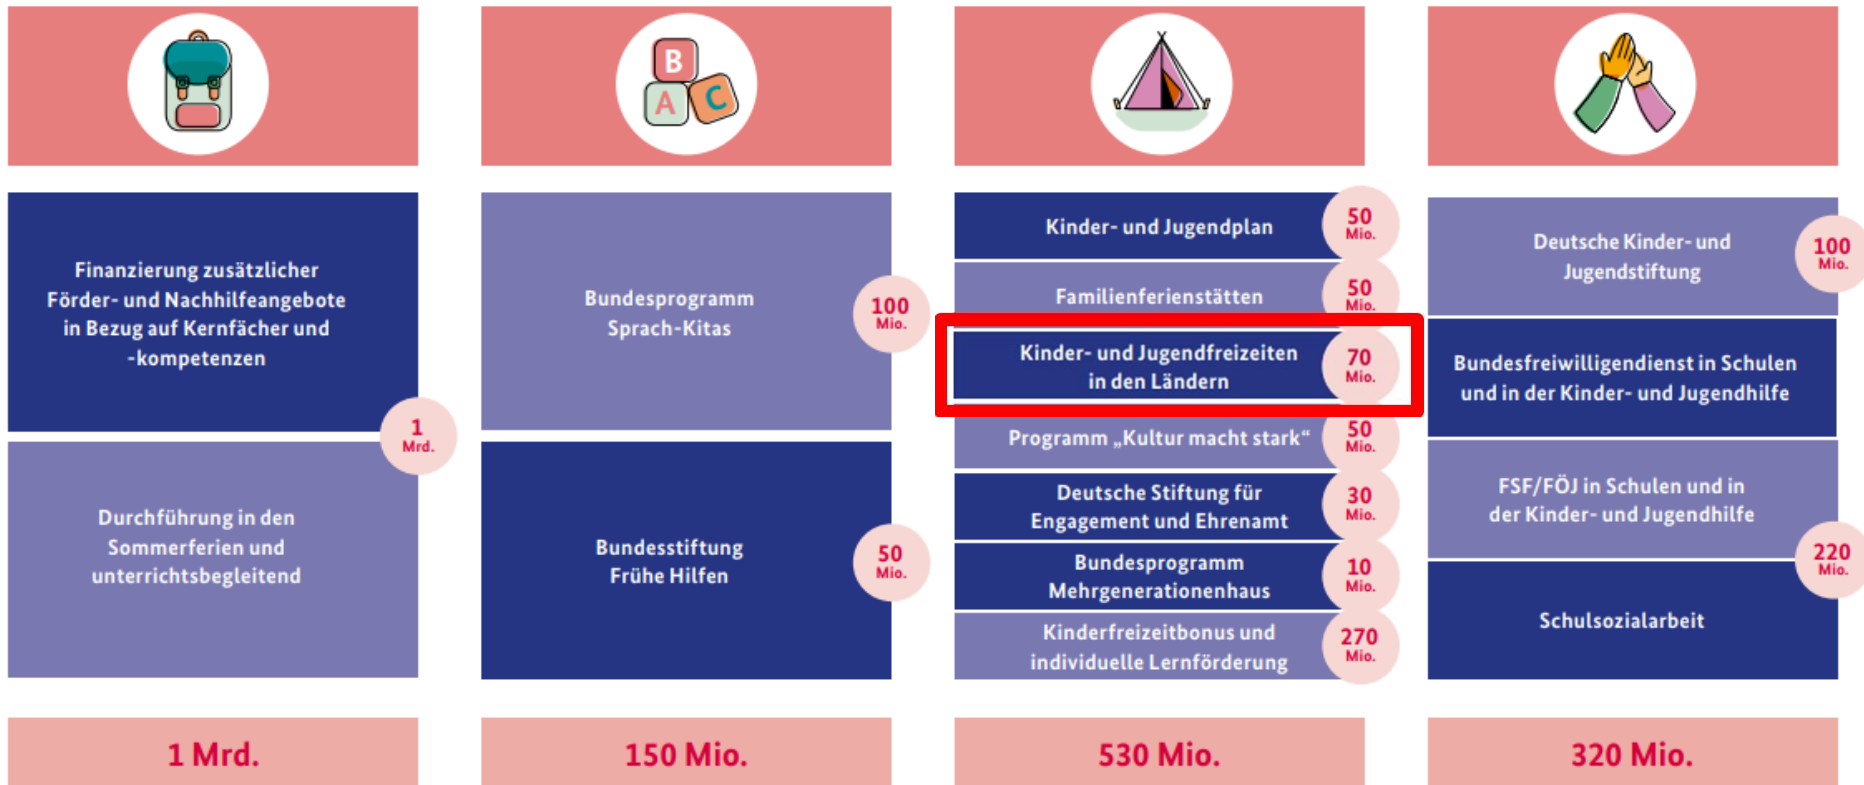 B
A
C
Finanzierung zusätzlicher
Förder- und Nachhilfeangebote
in Bezug auf Kernfächer und
-kompetenzen
1
Mrd.
Durchführung in den
Sommerferien und
unterrichtsbegleitend
1 Mrd.
Bundesprogramm
Sprach-Kitas
100
Mio.
Bundesstiftung
Frühe Hilfen
50
Mio.
150 Mio.
Kinder- und Jugendplan
50
Mio.
Familienferienstätten
50
Mio.
Kinder- und Jugendfreizeiten
in den Ländern
70
Mio.
Programm „Kultur macht stark“
50
Mio.
Deutsche Stiftung für
Engagement und Ehrenamt
30
Mio.
Bundesprogramm
Mehrgenerationenhaus
10
Mio.
Kinderfreizeitbonus und
individuelle Lernförderung
270
Mio.
530 Mio.
Deutsche Kinder- und
Jugendstiftung
100
Mio.
Bundesfreiwilligendienst in Schulen
und in der Kinder- und Jugendhilfe
FSF/FÖJ in Schulen und in
der Kinder- und Jugendhilfe
220
Mio.
Schulsozialarbeit
320 Mio.